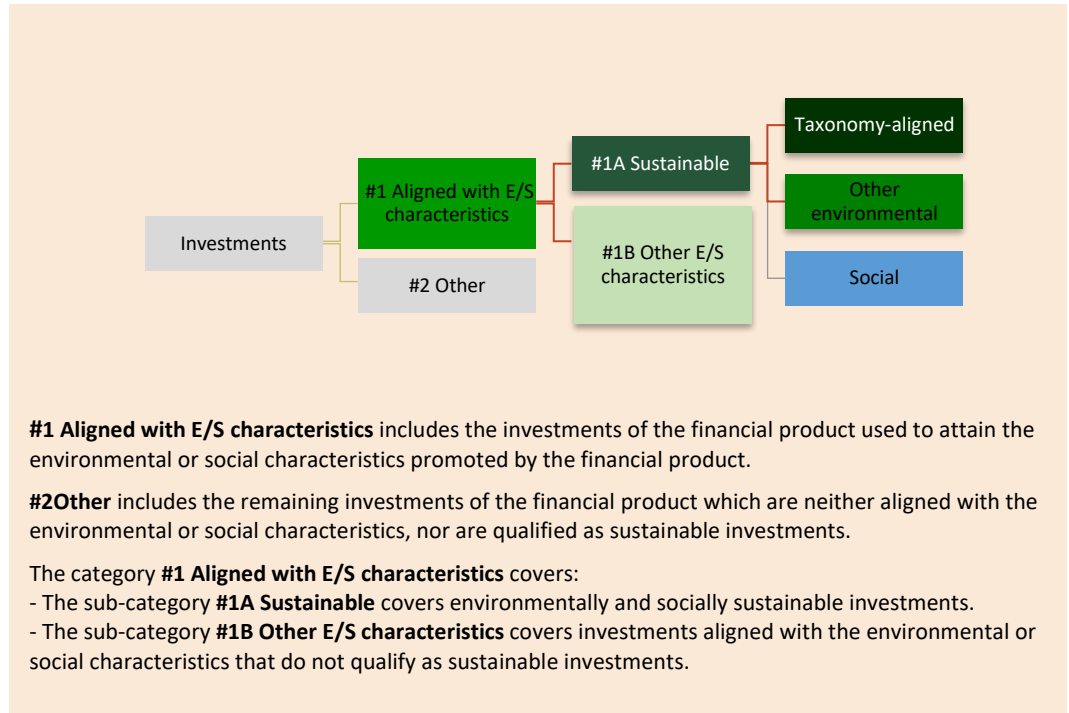 Taxonomy-aligned
#1A Sustainable
#1 Aligned with E/S
characteristics
Other
environmental
Investments
#1B Other E/S
characteristics
#2 Other
Social
#1 Aligned with E/S characteristics includes the investments of the financial product used to attain the
environmental or social characteristics promoted by the financial product.
#2Other includes the remaining investments of the financial product which are neither aligned with the
environmental or social characteristics, nor are qualified as sustainable investments.
The category #1 Aligned with E/S characteristics covers:
- The sub-category #1A Sustainable covers environmentally and socially sustainable investments.
- The sub-category #1B Other E/S characteristics covers investments aligned with the environmental or
social characteristics that do not qualify as sustainable investments.